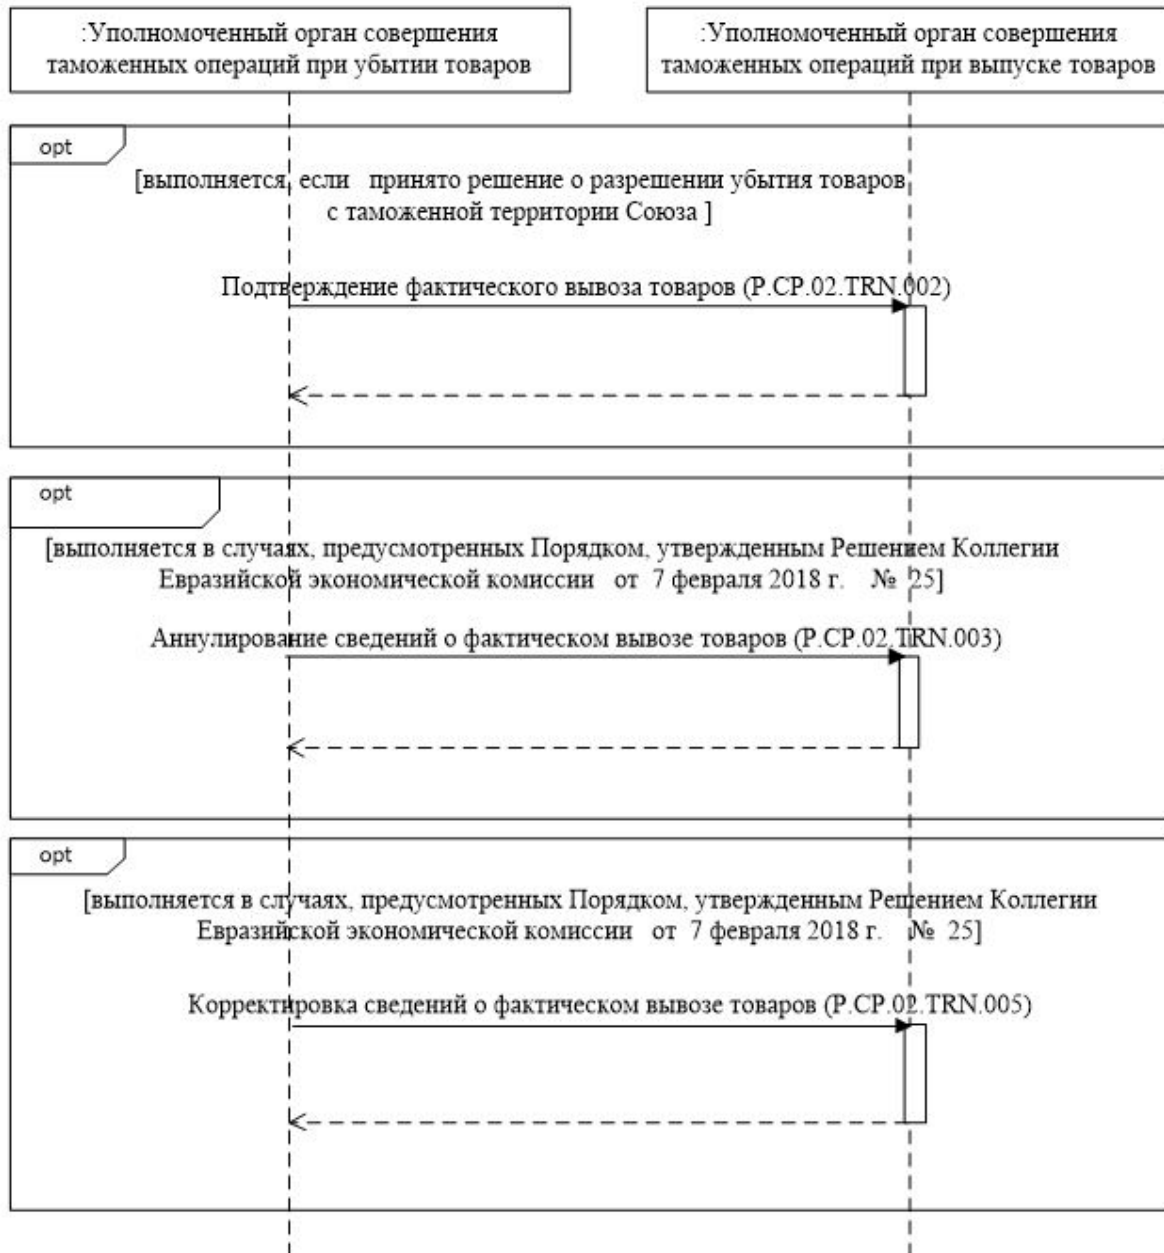 :Уполномоченный орган совершения
таможенных операций при убытии товаров
:Уполномоченный орган совершения
таможенных операций при выпуске товаров
opt
[выполняется, если принято решение о разрешении убытия товаров
с таможенной территории Союза ]
Подтверждение фактического вывоза товаров (P.CP.02.TRN.002)
opt
[выполняется в случаях, предусмотренных Порядком, утвержденным Решением Коллегии
Евразийской экономической комиссии от 7 февраля 2018 г. № 25]
Аннулирование сведений о фактическом вывозе товаров (P.CP.02.TRN.003)
opt
[выполняется в случаях, предусмотренных Порядком, утвержденным Решением Коллегии
Евразийской экономической комиссии от 7 февраля 2018 г. № 25]
Корректировка сведений о фактическом вывозе товаров (P.CP.02.TRN.005)